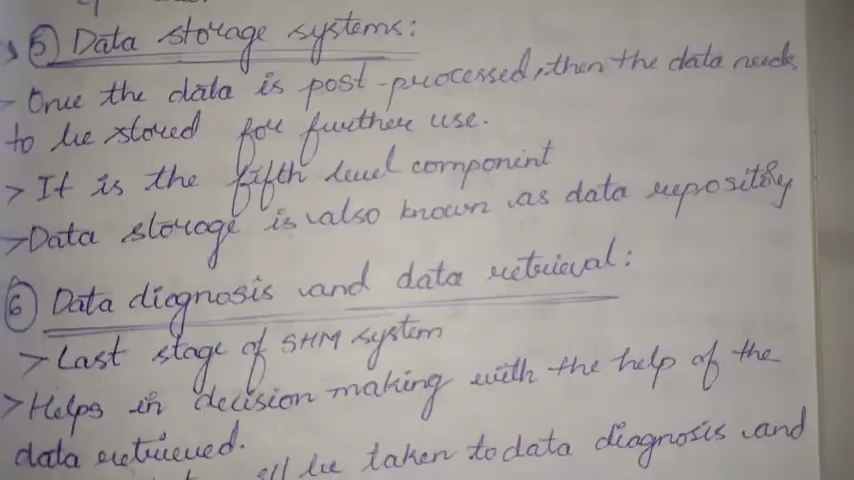 5 Data storage systems:
- Once the data is post-processed, then the data needs
to be stored for further use.
> It is the fifth level component
> Data storage is also known as data repository
6 Data diagnosis and data retrieval:
> Last stage of SHM system
> Helps in decision making with the help of the
data retrieved.
be taken to data diagnosis and